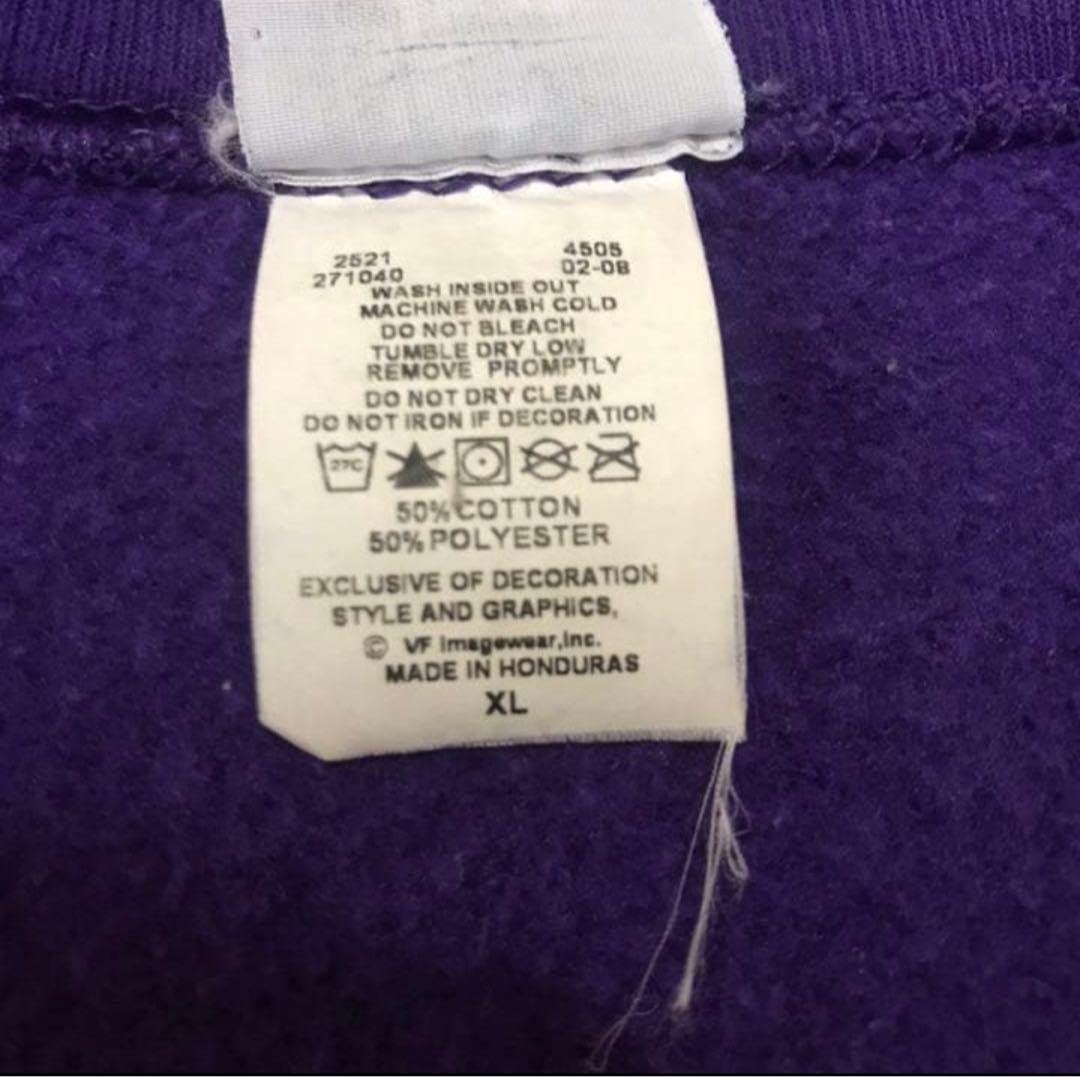 2521 4505
271040 02-08
WASH INSIDE OUT
MACHINE WASH COLD
DO NOT BLEACH
TUMBLE DRY LOW
REMOVE PROMPTLY
DO NOT DRY CLEAN
DO NOT IRON IF DECORATION
27C
50% COTTON
50% POLYESTER
EXCLUSIVE OF DECORATION
STYLE AND GRAPHICS,
© VF Imagewear,Inc.
MADE IN HONDURAS
XL